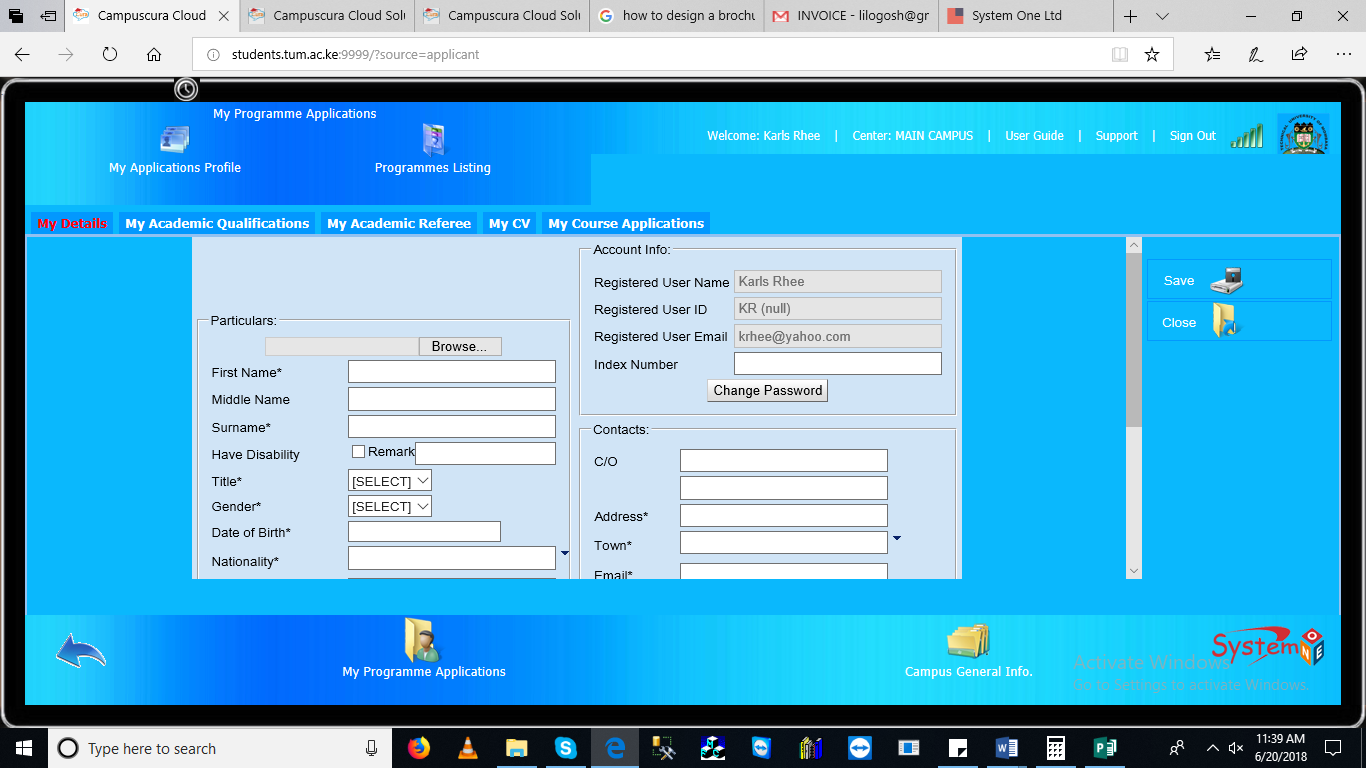 Campuscura Cloud
Campuscura Cloud Solu
Campuscura Cloud Solu
how to design a brochu
INVOICE - lilogosh@gr
System One Ltd
students.tum.ac.ke:9999/?source=applicant
My Programme Applications
My Applications Profile
Programmes Listing
Welcome: Karls Rhee | Center: MAIN CAMPUS | User Guide | Support | Sign Out
My Details
My Academic Qualifications
My Academic Referee
My CV
My Course Applications
Particulars:
Browse...
First Name*
Middle Name
Surname*
Have Disability
Remark
Title*
[SELECT]
Gender*
[SELECT]
Date of Birth*
Nationality*
Account Info:
Registered User Name
Karls Rhee
Registered User ID
KR (null)
Registered User Email
krhee@yahoo.com
Index Number
Change Password
Contacts:
C/O
Address*
Town*
Email*
Save
Close
My Programme Applications
Campus General Info.
System NE
Activate Windows
Go to Settings to activate Windows.
Type here to search
11:39 AM
6/20/2018